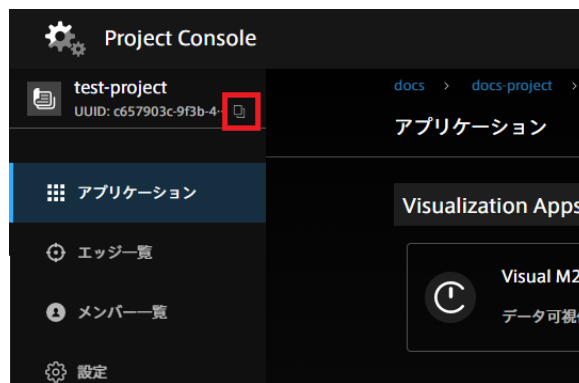 Project Console
test-project
UUID: c657903c-9f3b-4-
docs > docs-project >
アプリケーション
アプリケーション
エッジ一覧
メンバー一覧
設定
Visualization Apps
Visual M2
データ可視